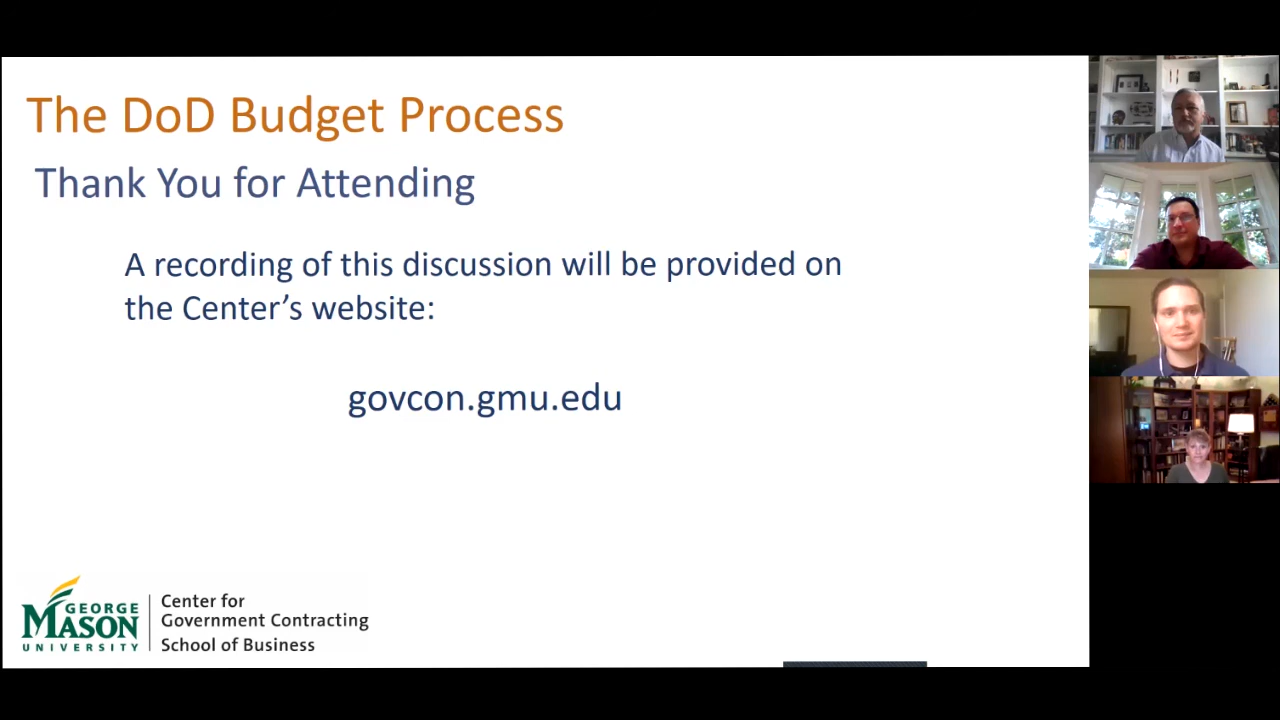 The DoD Budget Process
Thank You for Attending
A recording of this discussion will be provided on
the Center’s website:
govcon.gmu.edu
GEORGE
MASON
UNIVERSITY
Center for
Government Contracting
School of Business